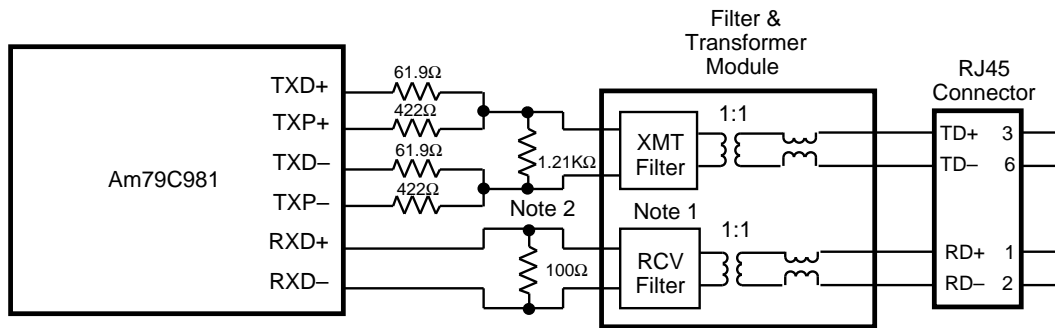 Filter &
Transformer
Module
RJ45
Connector
Am79C981
TXD+
61.9Ω
TXP+
422Ω
TXD–
61.9Ω
TXP–
422Ω
1.21KΩ
Note 2
RXD+
RXD–
100Ω
XMT
Filter
1:1
Note 1
RCV
Filter
1:1
TD+ 3
TD– 6
RD+ 1
RD– 2